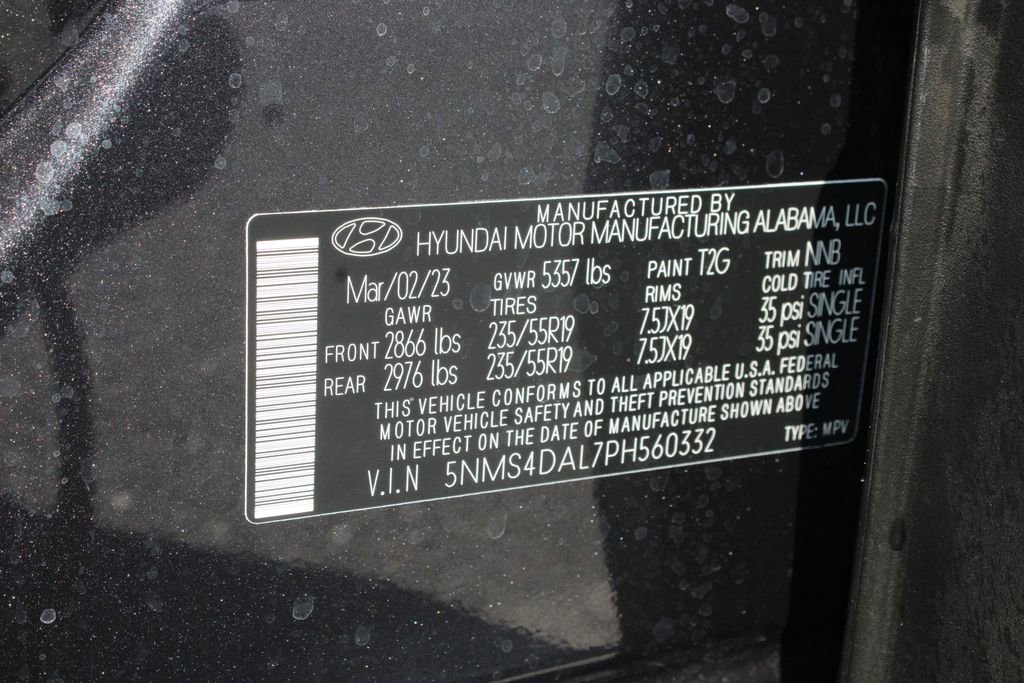 MANUFACTURED BY
HYUNDAI MOTOR MANUFACTURING ALABAMA, LLC
Mar/02/23 GVWR 5357 lbs PAINT T2G TRIM NNB
GAWR TIRES RIMS COLD TIRE INFL
FRONT 2866 lbs 235/55R19 7.5JX19 35 psi SINGLE
REAR 2976 lbs 235/55R19 7.5JX19 35 psi SINGLE
THIS VEHICLE CONFORMS TO ALL APPLICABLE U.S.A. FEDERAL
MOTOR VEHICLE SAFETY AND THEFT PREVENTION STANDARDS
IN EFFECT ON THE DATE OF MANUFACTURE SHOWN ABOVE
V.I.N 5NMS4DAL7PH560332 TYPE: MPV